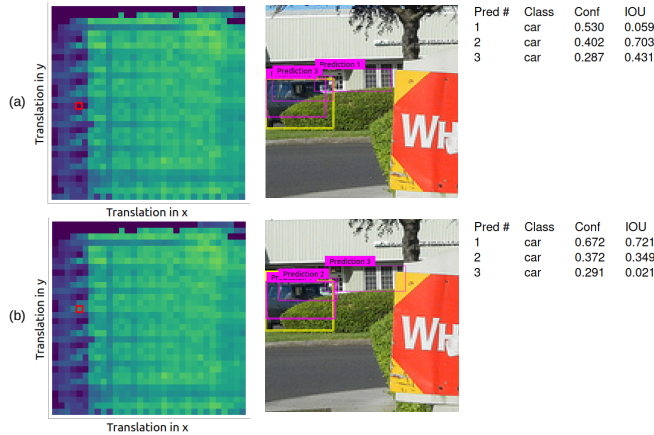 (a)
Translation in y
Translation in x
Prediction 1
Prediction 3
WH
Pred # Class Conf IOU
1 car 0.530 0.059
2 car 0.402 0.703
3 car 0.287 0.431
(b)
Translation in y
Translation in x
Prediction 3
Prediction 2
Pr
WH
Pred # Class Conf IOU
1 car 0.672 0.721
2 car 0.372 0.349
3 car 0.291 0.021